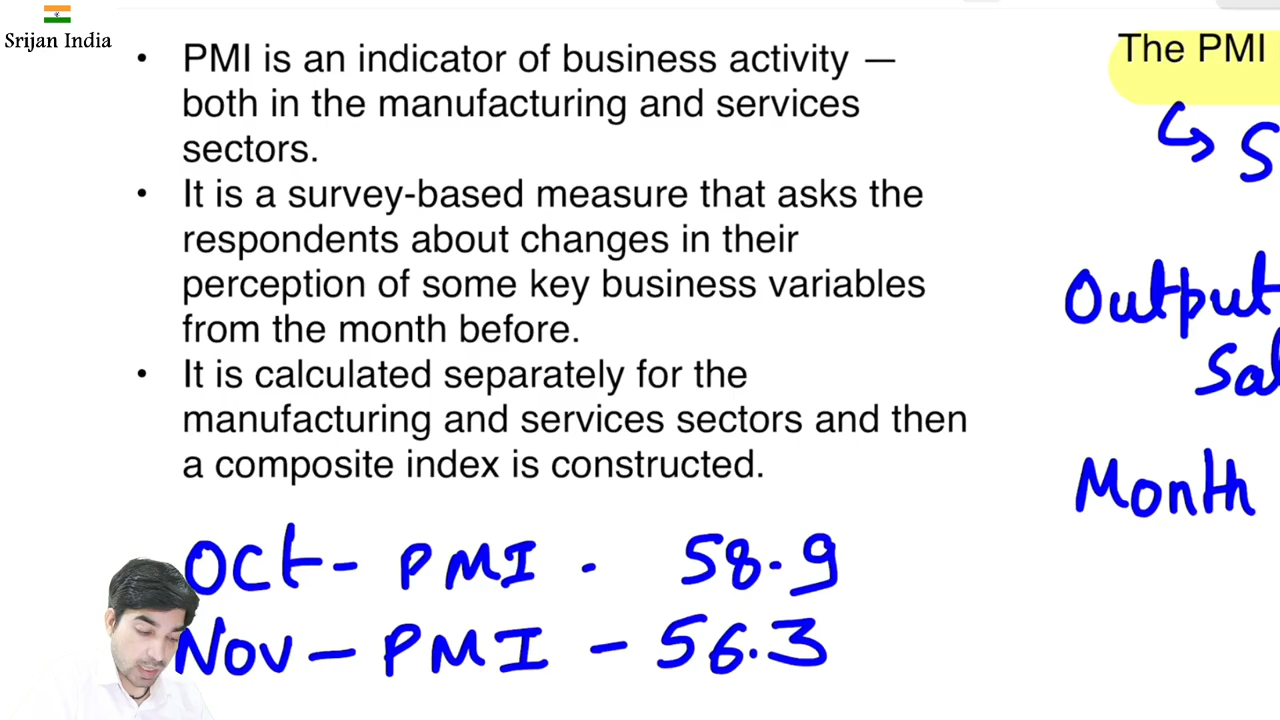 Srijan India
• PMI is an indicator of business activity —
both in the manufacturing and services
sectors.
• It is a survey-based measure that asks the
respondents about changes in their
perception of some key business variables
from the month before.
• It is calculated separately for the
manufacturing and services sectors and then
a composite index is constructed.
Oct - PMI - 58.9
Nov - PMI - 56.3
The PMI
↳ S
Output
Sal
Month